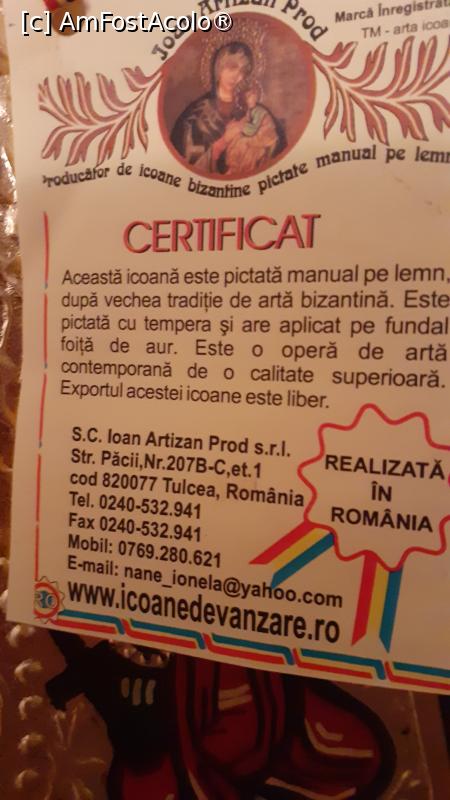 [c] AmFostAcolo®
Ioan Artizan Prod
Marcă Înregistrată
TM - arta icoa
Producător de icoane bizantine pictate manual pe lemn
CERTIFICAT
Această icoană este pictată manual pe lemn,
după vechea tradiție de artă bizantină. Este
pictată cu tempera şi are aplicat pe fundal
foiță de aur. Este o operă de artă
contemporană de o calitate superioară.
Exportul acestei icoane este liber.
S.C. Ioan Artizan Prod s.r.l.
Str. Păcii,Nr.207B-C,et.1
cod 820077 Tulcea, România
Tel. 0240-532.941
Fax 0240-532.941
Mobil: 0769.280.621
E-mail: nane_ionela@yahoo.com
www.icoanedevanzare.ro
REALIZATĂ
ÎN
ROMÂNIA